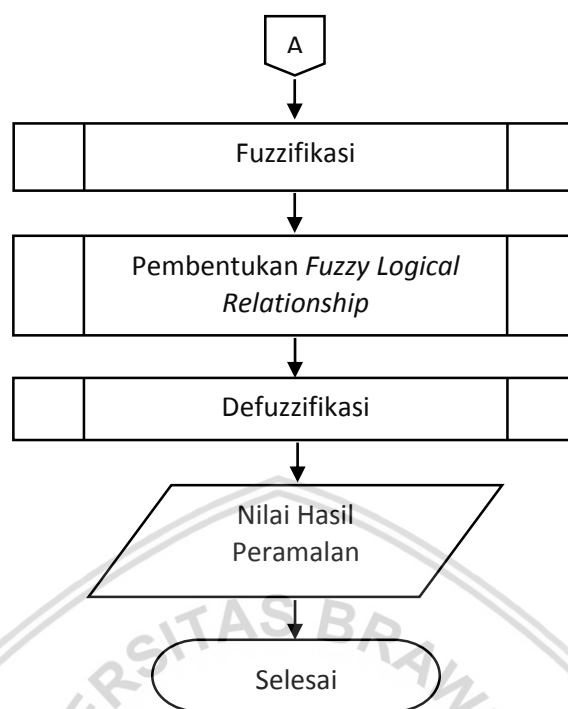 A
Fuzzifikasi
Pembentukan Fuzzy Logical
Relationship
Defuzzifikasi
Nilai Hasil
Peramalan
Selesai